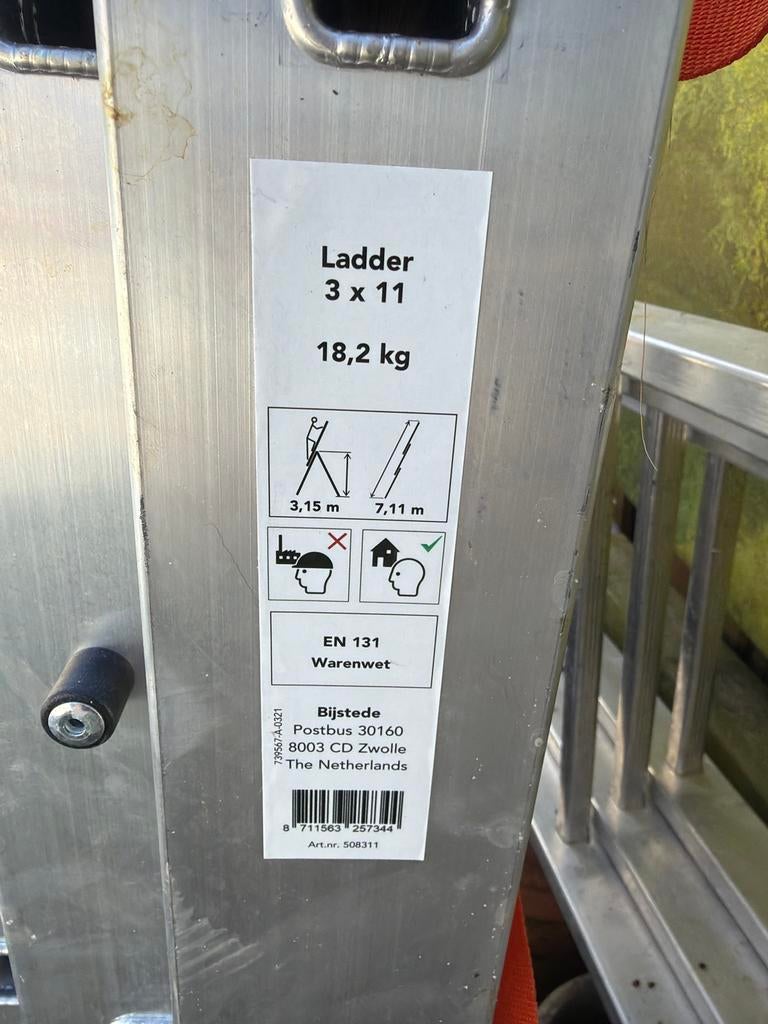 Ladder
3 x 11
18,2 kg
3,15 m
7,11 m
EN 131
Warenwet
739567-A-0321
Bijstede
Postbus 30160
8003 CD Zwolle
The Netherlands
8 711563 257344
Art.nr. 508311